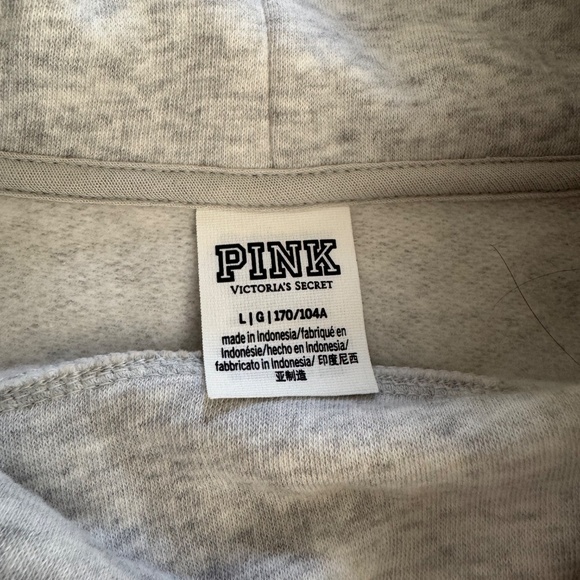 PINK
VICTORIA'S SECRET
L|G|170/104A
made in Indonesia/fabriqué en
Indonésie/hecho en Indonesia/
fabbricato in Indonesia/ 印度尼西
亚制造